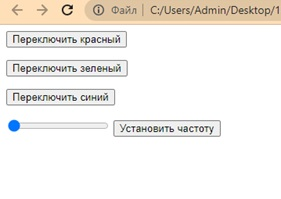 Файл C:/Users/Admin/Desktop/1
Переключить красный
Переключить зеленый
Переключить синий
Установить частоту